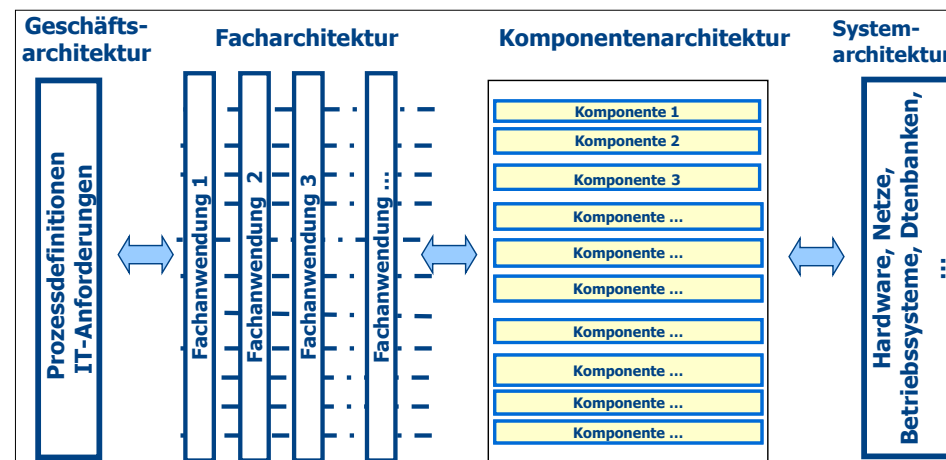 Geschäfts-
architektur
Facharchitektur
Komponentenarchitektur
System-
architektur
Prozessdefinitionen
IT-Anforderungen
Fachanwendung 1
Fachanwendung 2
Fachanwendung 3
Fachanwendung ...
Komponente 1
Komponente 2
Komponente 3
Komponente ...
Komponente ...
Komponente ...
Komponente ...
Komponente ...
Komponente ...
Komponente ...
Hardware, Netze,
Betriebssysteme, Dtenbanken,
...